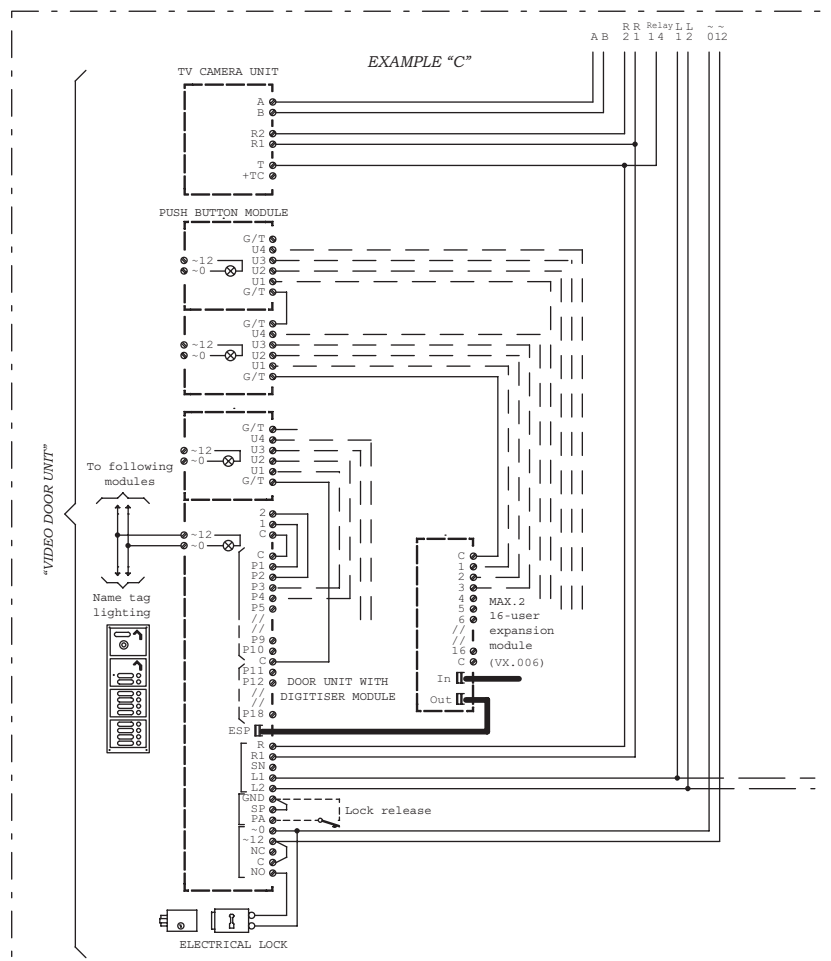 R R Relay L L ~ ~
A B 2 1 1 4 1 2 0 12
EXAMPLE “C”
TV CAMERA UNIT
A
B
R2
R1
T
+TC
PUSH BUTTON MODULE
G/T
U4
~12 U3
~0 U2
U1
G/T
G/T
U4
~12 U3
~0 U2
U1
G/T
G/T
U4
~12 U3
~0 U2
U1
G/T
“VIDEO DOOR UNIT”
To following
modules
2
1
~12 C
~0
C
P1
P2
P3
P4
P5
//
//
P9
P10
C
P11
P12
//
//
P18
ESP
R
R1
SN
L1
L2
GND
SP
PA
~0
~12
NC
C
NO
Name tag
lighting
DOOR UNIT WITH
DIGITISER MODULE
C
1
2
3
4
5
6
//
//
16
C
In
Out
MAX.2
16-user
expansion
module
(VX.006)
Lock release
ELECTRICAL LOCK